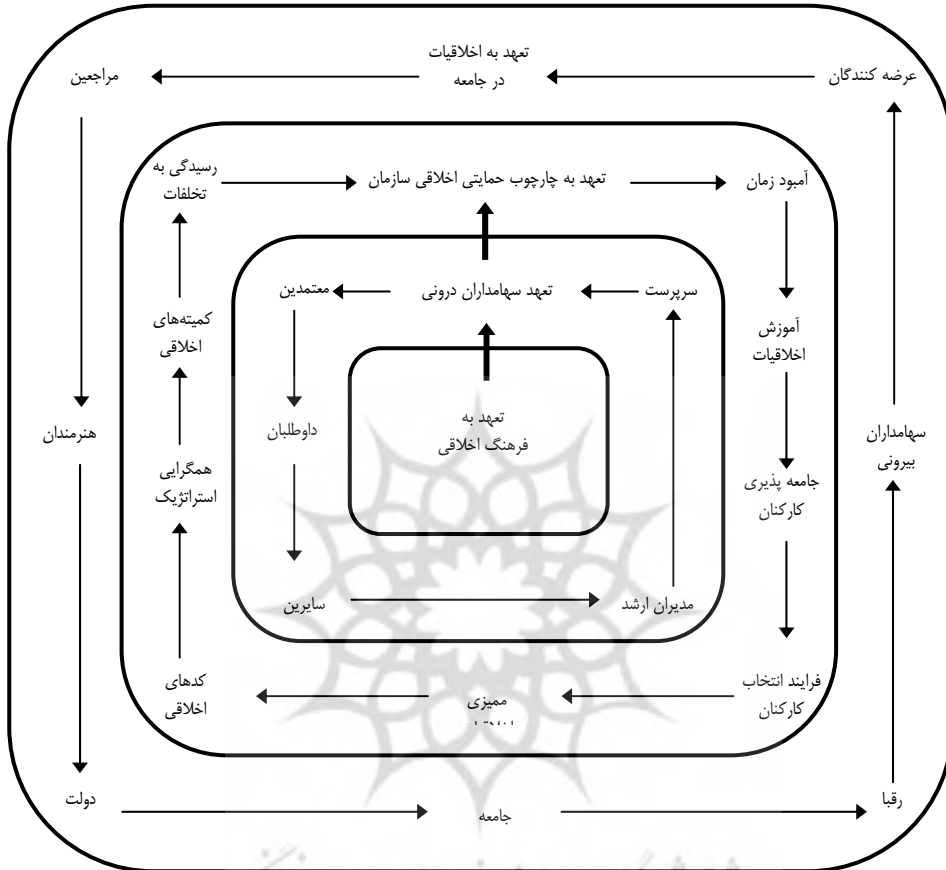 تعهد به اخلاقیات
در جامعه
عرضه کنندگان
مراجعین
رسیدگی به
تخلفات
تعهد به چارچوب حمایتی اخلاقی سازمان
آمبود زمان
سرپرست
تعهد سهامداران درونی
معتمدین
کمیته‌های
اخلاقی
آموزش
اخلاقیات
تعهد به
فرهنگ اخلاقی
داوطلبان
هنرمندان
سهامداران
بیرونی
همگرایی
استراتژیک
جامعه پذیری
کارکنان
سایرین
مدیران ارشد
فرایند انتخاب
کارکنان
ممیزی
کدهای
اخلاقی
دولت
جامعه
رقبا